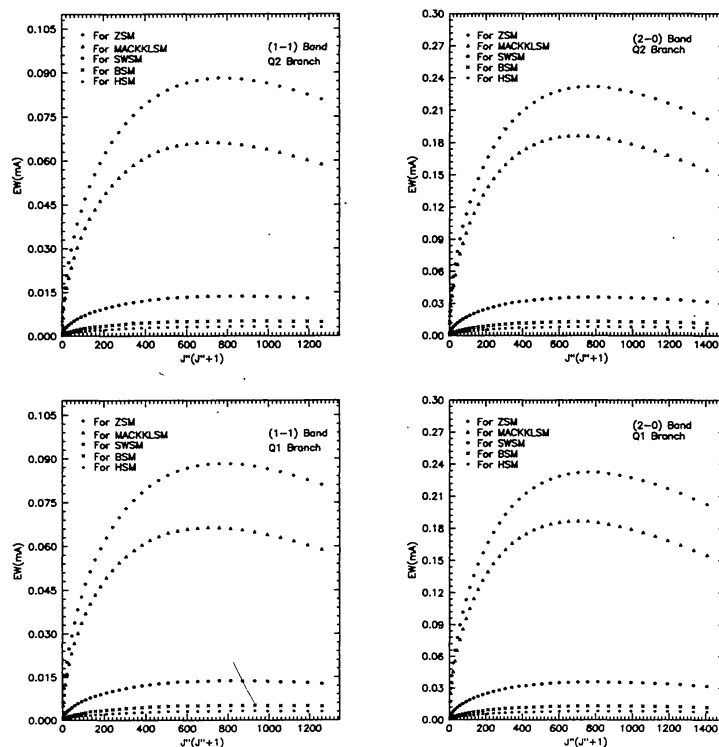 0.105
0.090
0.075
0.060
0.045
0.030
0.015
0.000
EW(mA)
For ZSM
For MACKKLSM
For SWSM
For BSM
For HSM
(1-1) Band
Q2 Branch
0 200 400 600 800 1000 1200
J"(J"+1)
0.30
0.27
0.24
0.21
0.18
0.15
0.12
0.09
0.06
0.03
0.00
EW(mA)
For ZSM
For MACKKLSM
For SWSM
For BSM
For HSM
(2-0) Band
Q2 Branch
0 200 400 600 800 1000 1200 1400
J"(J"+1)
0.105
0.090
0.075
0.060
0.045
0.030
0.015
0.000
EW(mA)
For ZSM
For MACKKLSM
For SWSM
For BSM
For HSM
(1-1) Band
Q1 Branch
0 200 400 600 800 1000 1200
J"(J"+1)
0.30
0.27
0.24
0.21
0.18
0.15
0.12
0.09
0.06
0.03
0.00
EW(mA)
For ZSM
For MACKKLSM
For SWSM
For BSM
For HSM
(2-0) Band
Q1 Branch
0 200 400 600 800 1000 1200 1400
J"(J"+1)